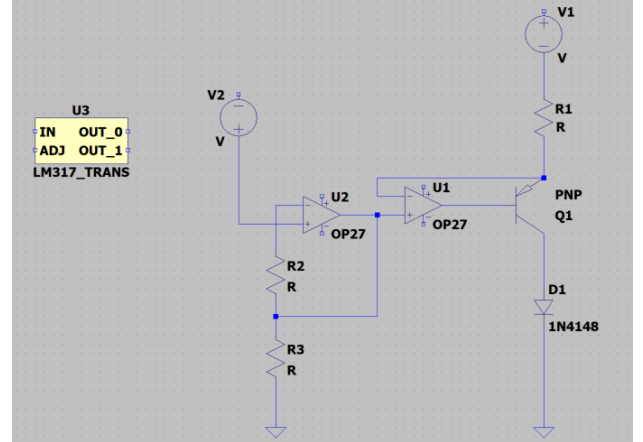 V1
V
R1
R
V2
V
U3
IN OUT_0
ADJ OUT_1
LM317_TRANS
U2
OP27
U1
OP27
PNP
Q1
R2
R
D1
1N4148
R3
R